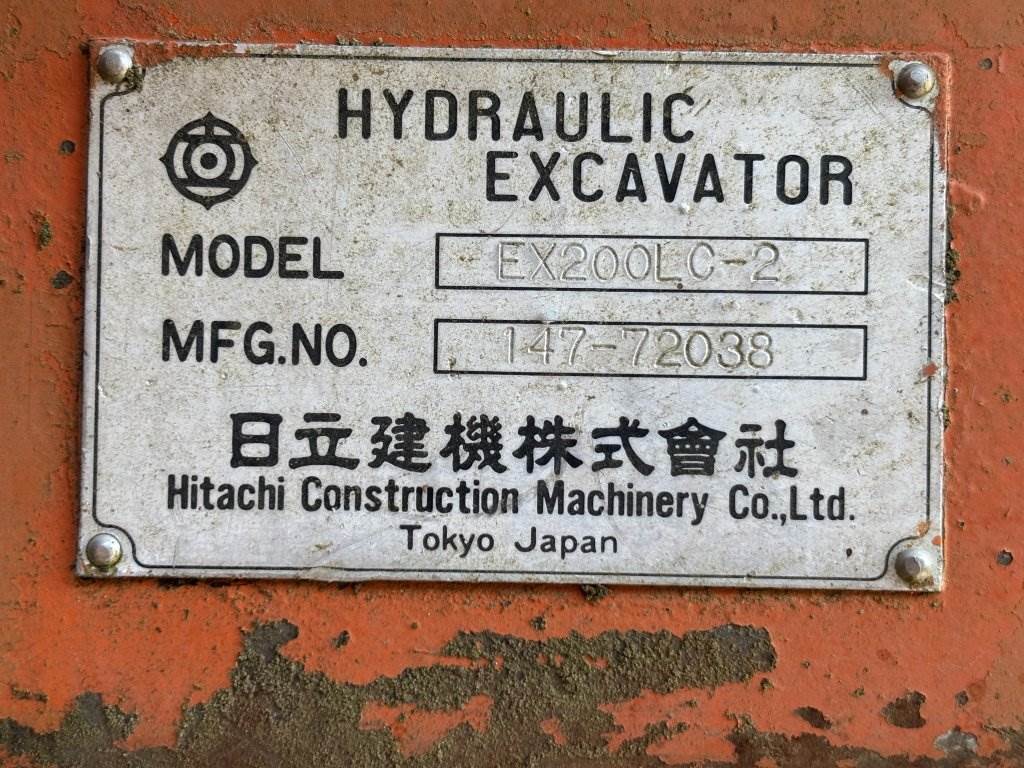 HYDRAULIC
EXCAVATOR
MODEL EX200LC-2
MFG.NO. 147-72038
日立建機株式會社
Hitachi Construction Machinery Co.,Ltd.
Tokyo Japan